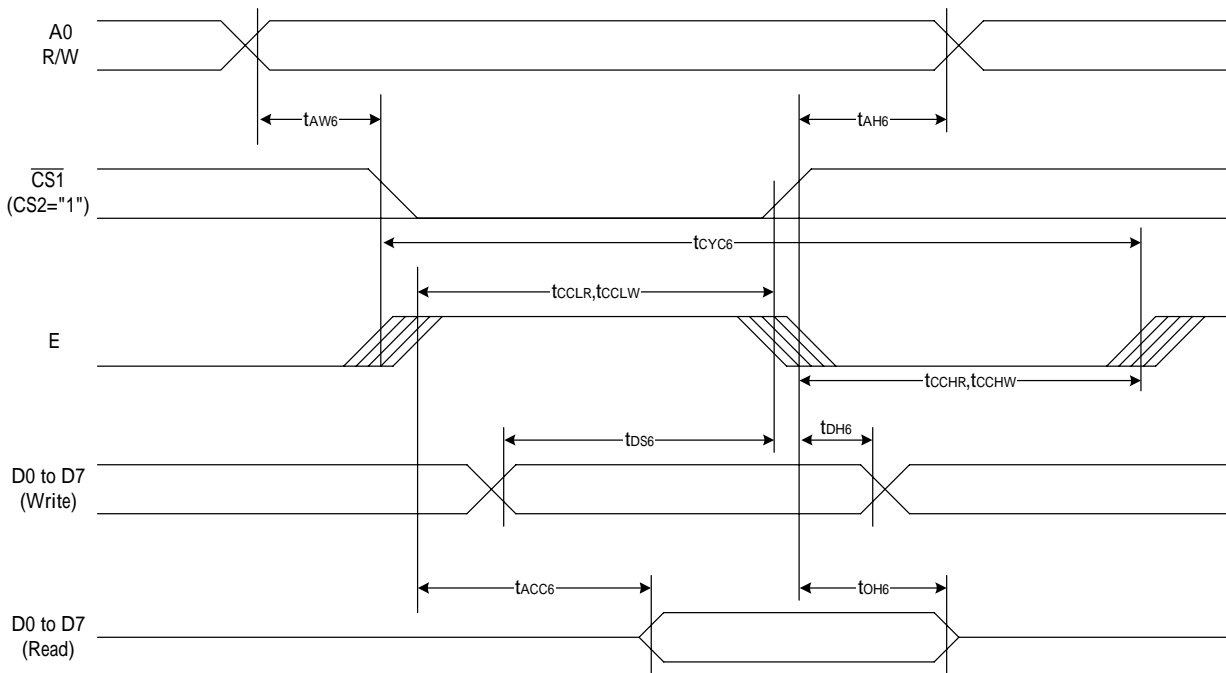 A0
R/W
tAW6
tAH6
CS1
(CS2="1")
tCYC6
tCCLR,tCCLW
E
tCCHR,tCCHW
tDS6
tDH6
D0 to D7
(Write)
tACC6
tOH6
D0 to D7
(Read)